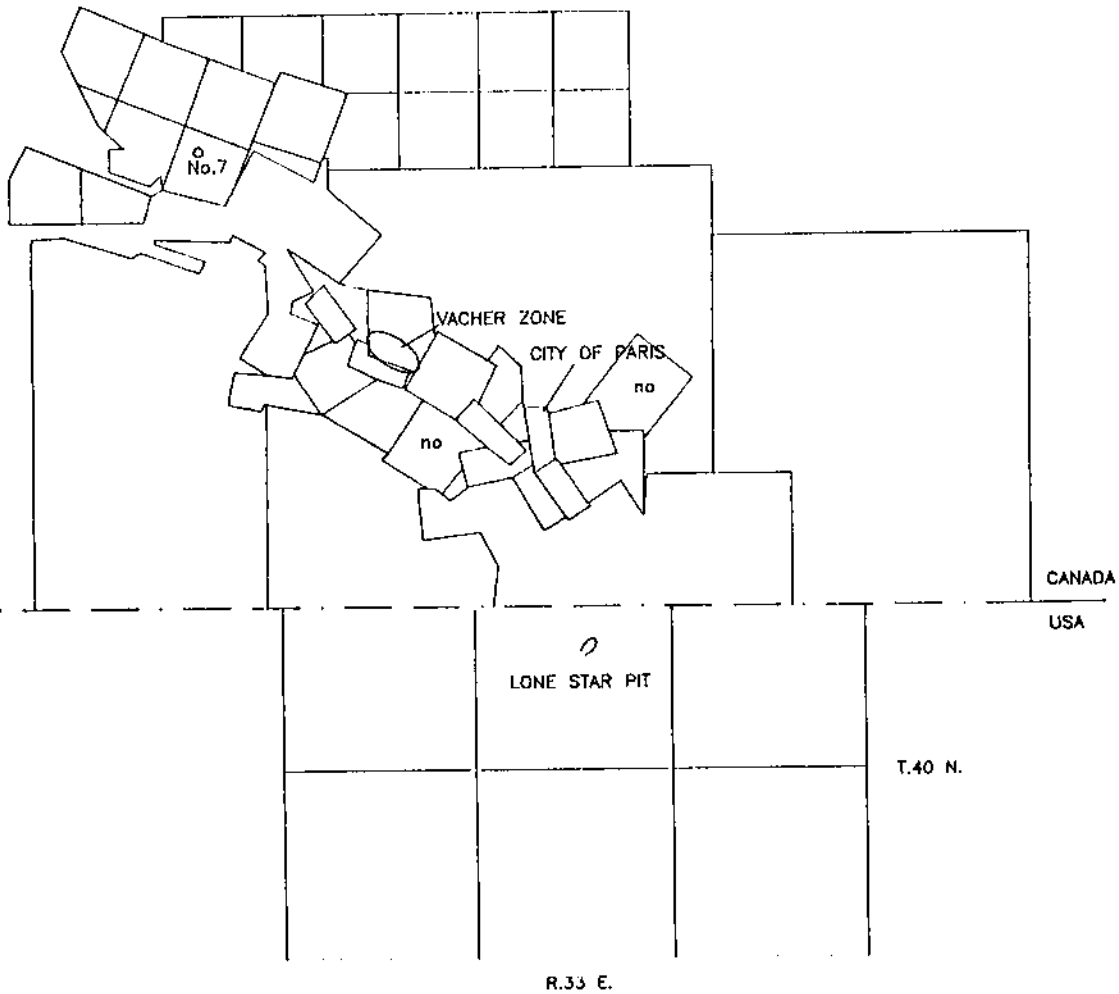 No.7
VACHER ZONE
CITY OF PARIS
no
no
CANADA
USA
LONE STAR PIT
T.40 N.
R.33 E.